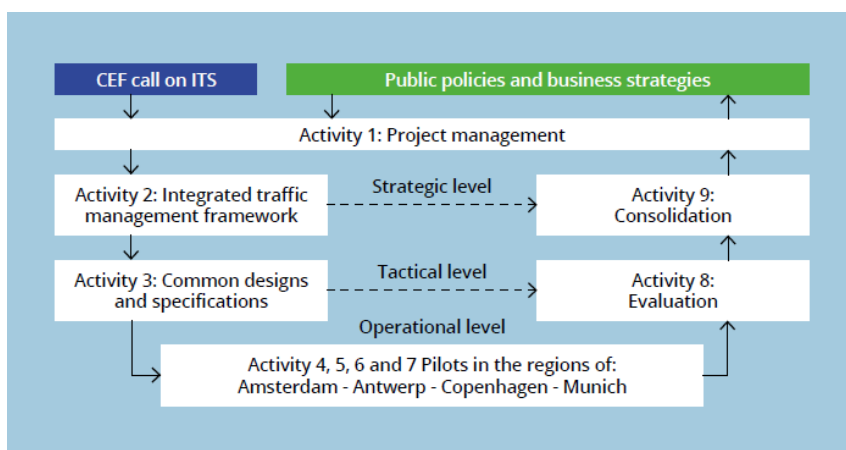 CEF call on ITS
Public policies and business strategies
Activity 1: Project management
Activity 2: Integrated traffic
management framework
Strategic level
Activity 9:
Consolidation
Activity 3: Common designs
and specifications
Tactical level
Activity 8:
Evaluation
Operational level
Activity 4, 5, 6 and 7 Pilots in the regions of:
Amsterdam - Antwerp - Copenhagen - Munich